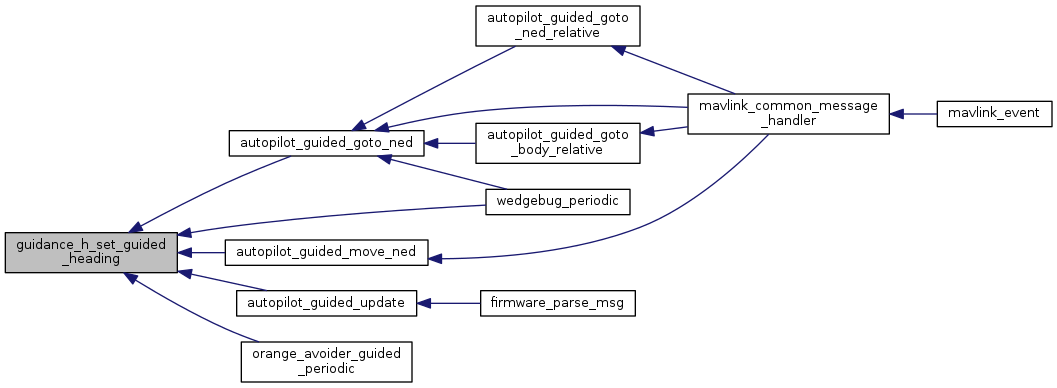 autopilot_guided_goto
_ned_relative
mavlink_common_message
_handler
mavlink_event
autopilot_guided_goto_ned
autopilot_guided_goto
_body_relative
wedgebug_periodic
guidance_h_set_guided
_heading
autopilot_guided_move_ned
autopilot_guided_update
firmware_parse_msg
orange_avoider_guided
_periodic